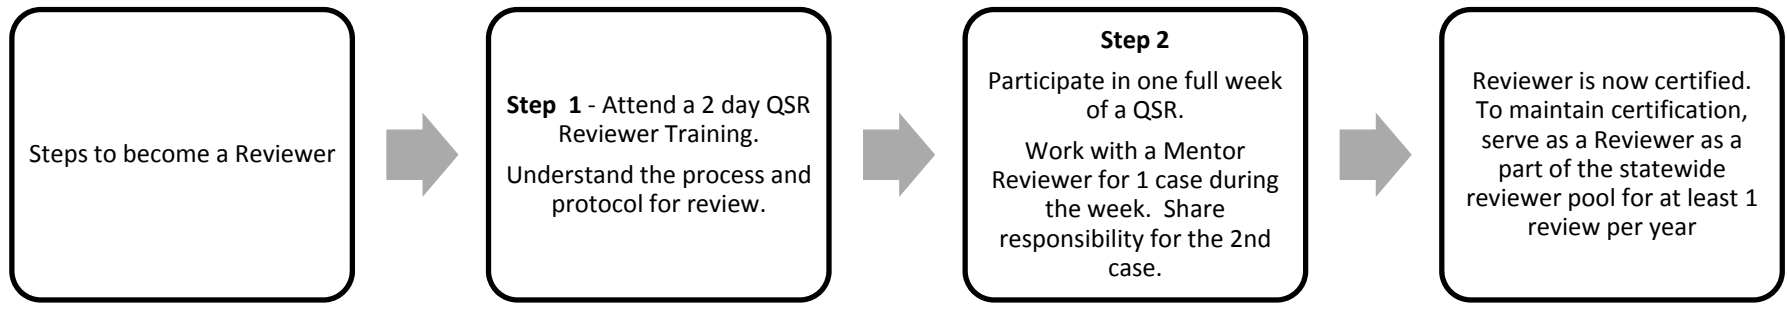 Steps to become a Reviewer
Step 1 - Attend a 2 day QSR
Reviewer Training.
Understand the process and
protocol for review.
Step 2
Participate in one full week
of a QSR.
Work with a Mentor
Reviewer for 1 case during
the week. Share
responsibility for the 2nd
case.
Reviewer is now certified.
To maintain certification,
serve as a Reviewer as a
part of the statewide
reviewer pool for at least 1
review per year